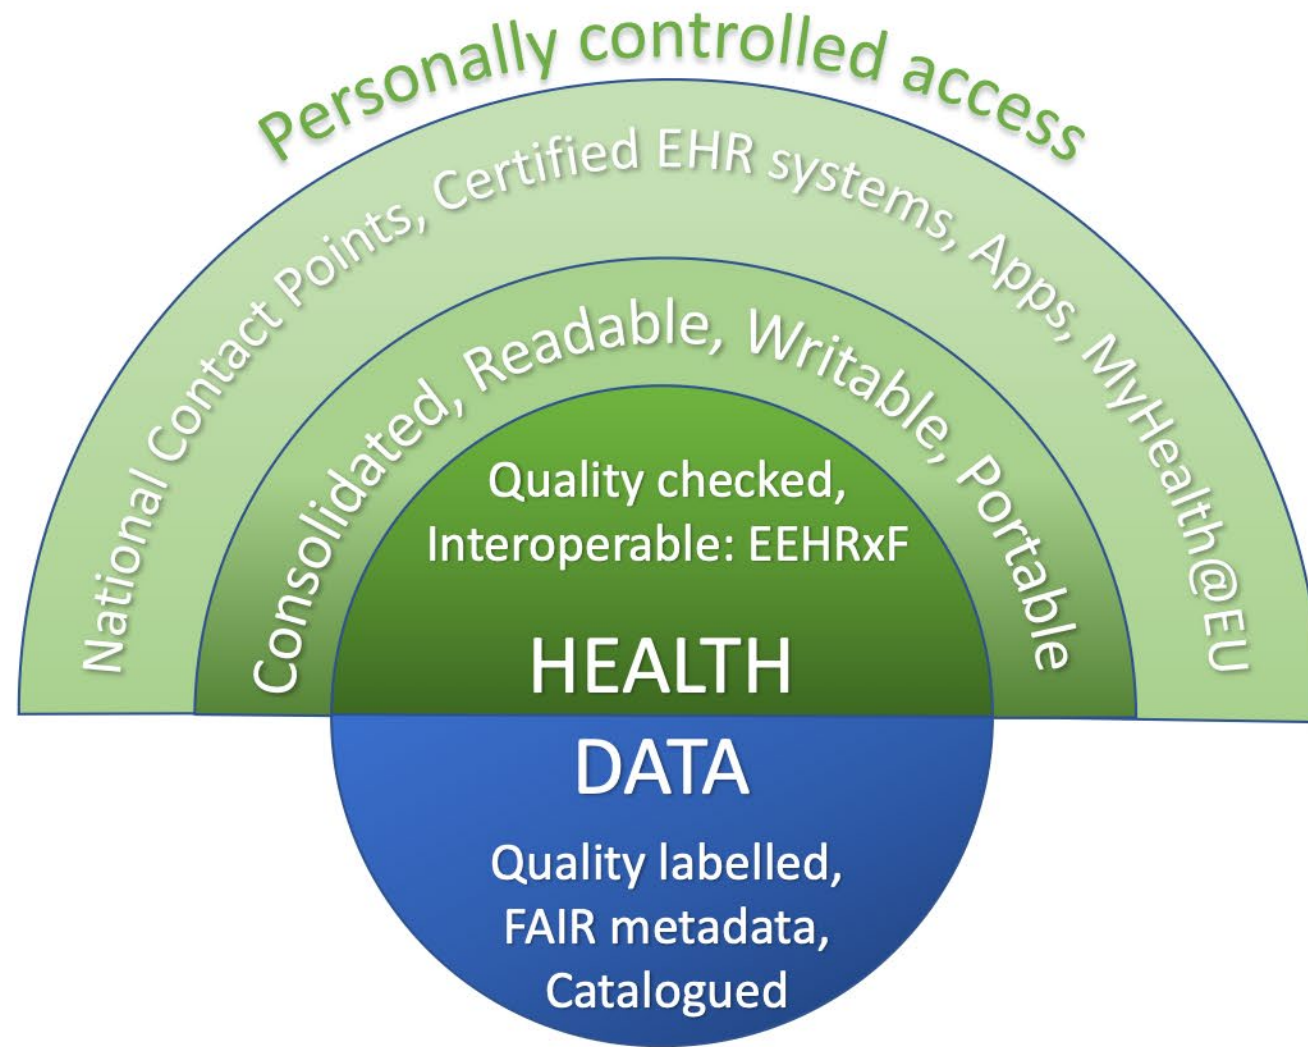 Personally controlled access
National Contact Points, Certified EHR systems, Apps, MyHealth@EU
Consolidated, Readable, Writable, Portable
Quality checked,
Interoperable: EEHRxF
HEALTH
DATA
Quality labelled,
FAIR metadata,
Catalogued